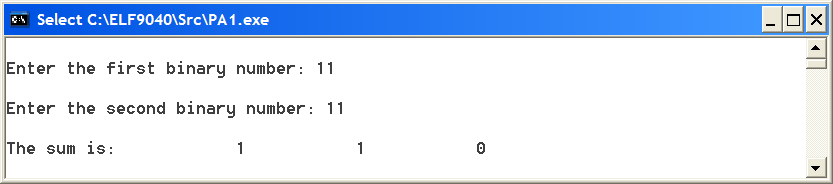 Select C:\ELF9040\Src\PA1.exe
Enter the first binary number: 11
Enter the second binary number: 11
The sum is: 1 1 0